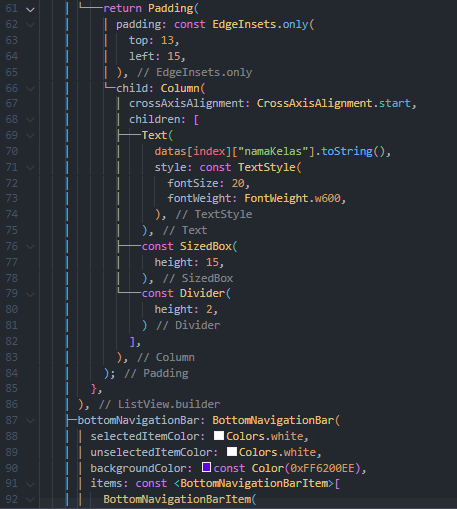 61 return Padding(
62 padding: const EdgeInsets.only(
63 top: 13,
64 left: 15,
65 ), // EdgeInsets.only
66 child: Column(
67 crossAxisAlignment: CrossAxisAlignment.start,
68 children: [
69 Text(
70 datas[index]["namaKelas"].toString(),
71 style: const TextStyle(
72 fontSize: 20,
73 fontWeight: FontWeight.w600,
74 ), // TextStyle
75 ), // Text
76 const SizedBox(
77 height: 15,
78 ), // SizedBox
79 const Divider(
80 height: 2,
81 ) // Divider
82 ],
83 ), // Column
84 ); // Padding
85 },
86 ), // ListView.builder
87 bottomNavigationBar: BottomNavigationBar(
88 selectedItemColor: Colors.white,
89 unselectedItemColor: Colors.white,
90 backgroundColor: const Color(0xFF6200EE),
91 items: const <BottomNavigationBarItem>[
92 BottomNavigationBarItem(